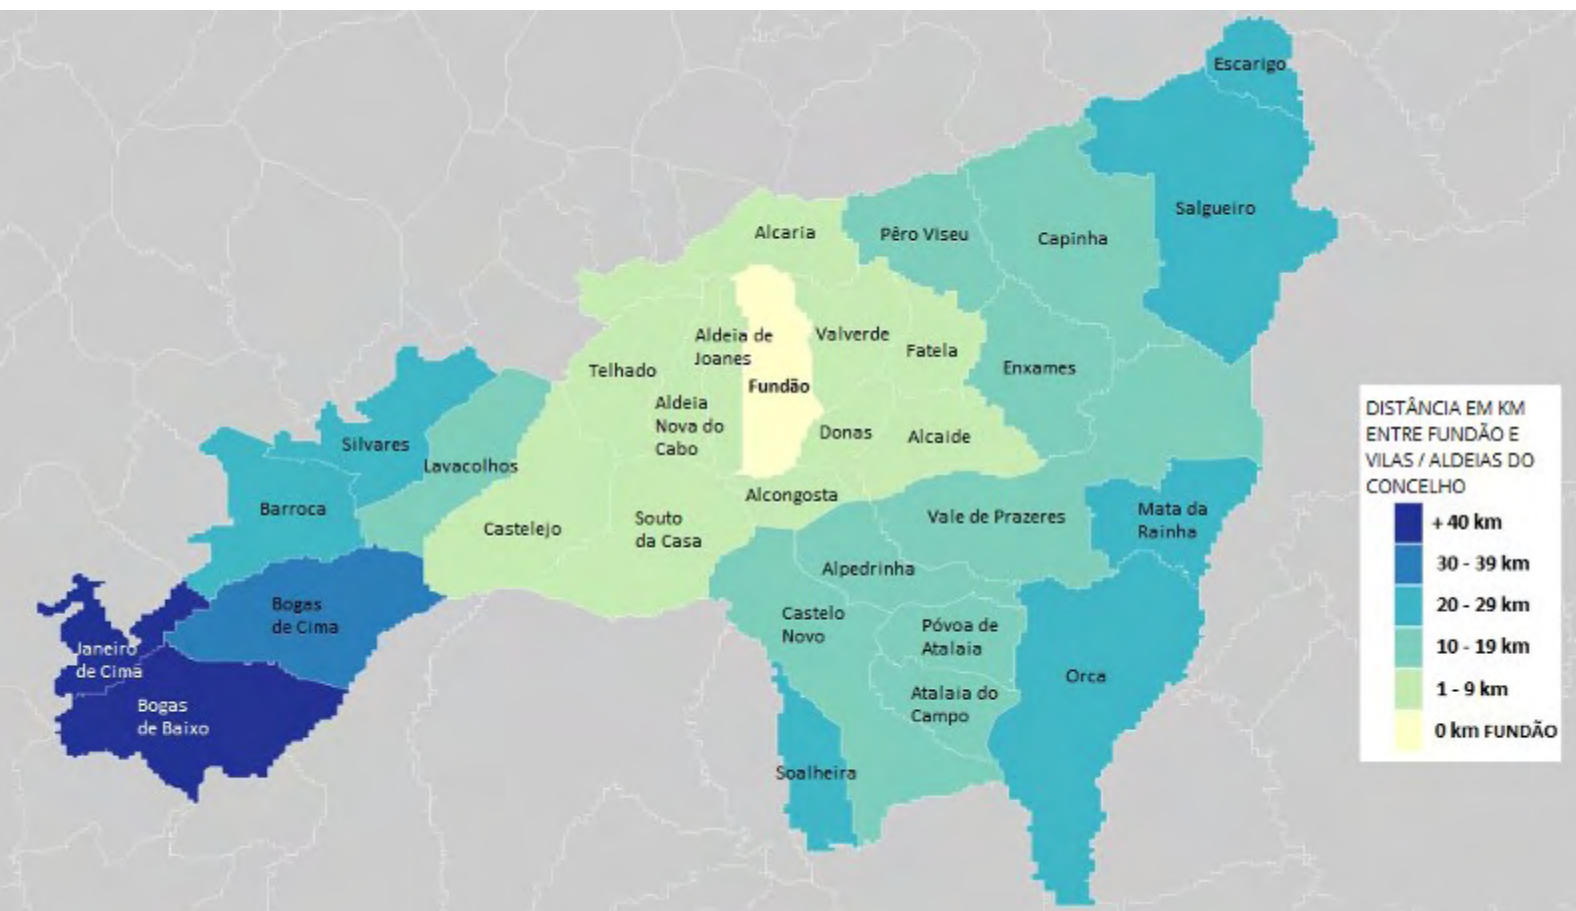 Escarigo
Salgueiro
Alcaria
Pêro Viseu
Capinha
Aldeia de
Joanes
Valverde
Fatela
Telhado
Fundão
Enxames
Aldeia
Nova do
Cabo
Donas
Alcaide
Silvares
Lavacolhos
Alcongosta
Barroca
Castelejo
Souto
da Casa
Vale de Prazeres
Mata da
Rainha
Alpedrinha
Bogas
de Cima
Castelo
Novo
Póvoa de
Atalaia
Janeiro
de Cima
Orca
Atalaia do
Campo
Bogas
de Baixo
Soalheira
DISTÂNCIA EM KM
ENTRE FUNDÃO E
VILAS / ALDEIAS DO
CONCELHO
+ 40 km
30 - 39 km
20 - 29 km
10 - 19 km
1 - 9 km
0 km FUNDÃO